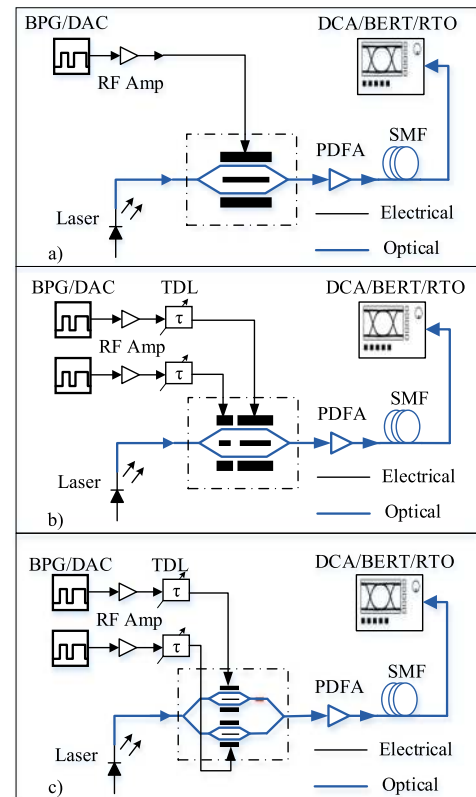 BPG/DAC
DCA/BERT/RTO
RF Amp
PDFA
SMF
Laser
Electrical
Optical
a)
BPG/DAC
TDL
DCA/BERT/RTO
τ
RF Amp
τ
PDFA
SMF
Laser
Electrical
Optical
b)
BPG/DAC
TDL
DCA/BERT/RTO
τ
RF Amp
τ
PDFA
SMF
Laser
Electrical
Optical
c)